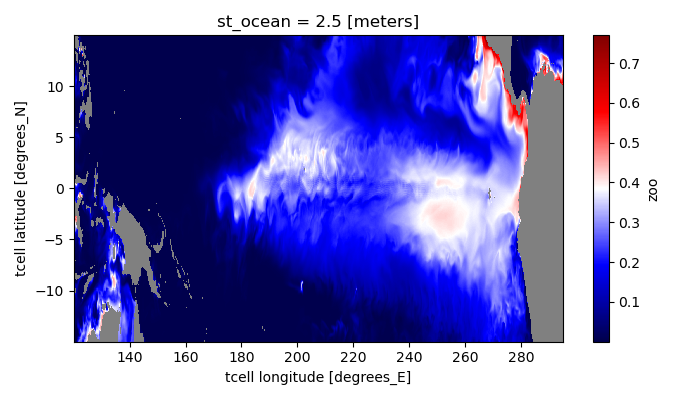 st_ocean = 2.5 [meters]
10
5
0
−5
−10
tcell latitude [degrees_N]
140 160 180 200 220 240 260 280
tcell longitude [degrees_E]
0.7
0.6
0.5
0.4
0.3
0.2
0.1
zoo